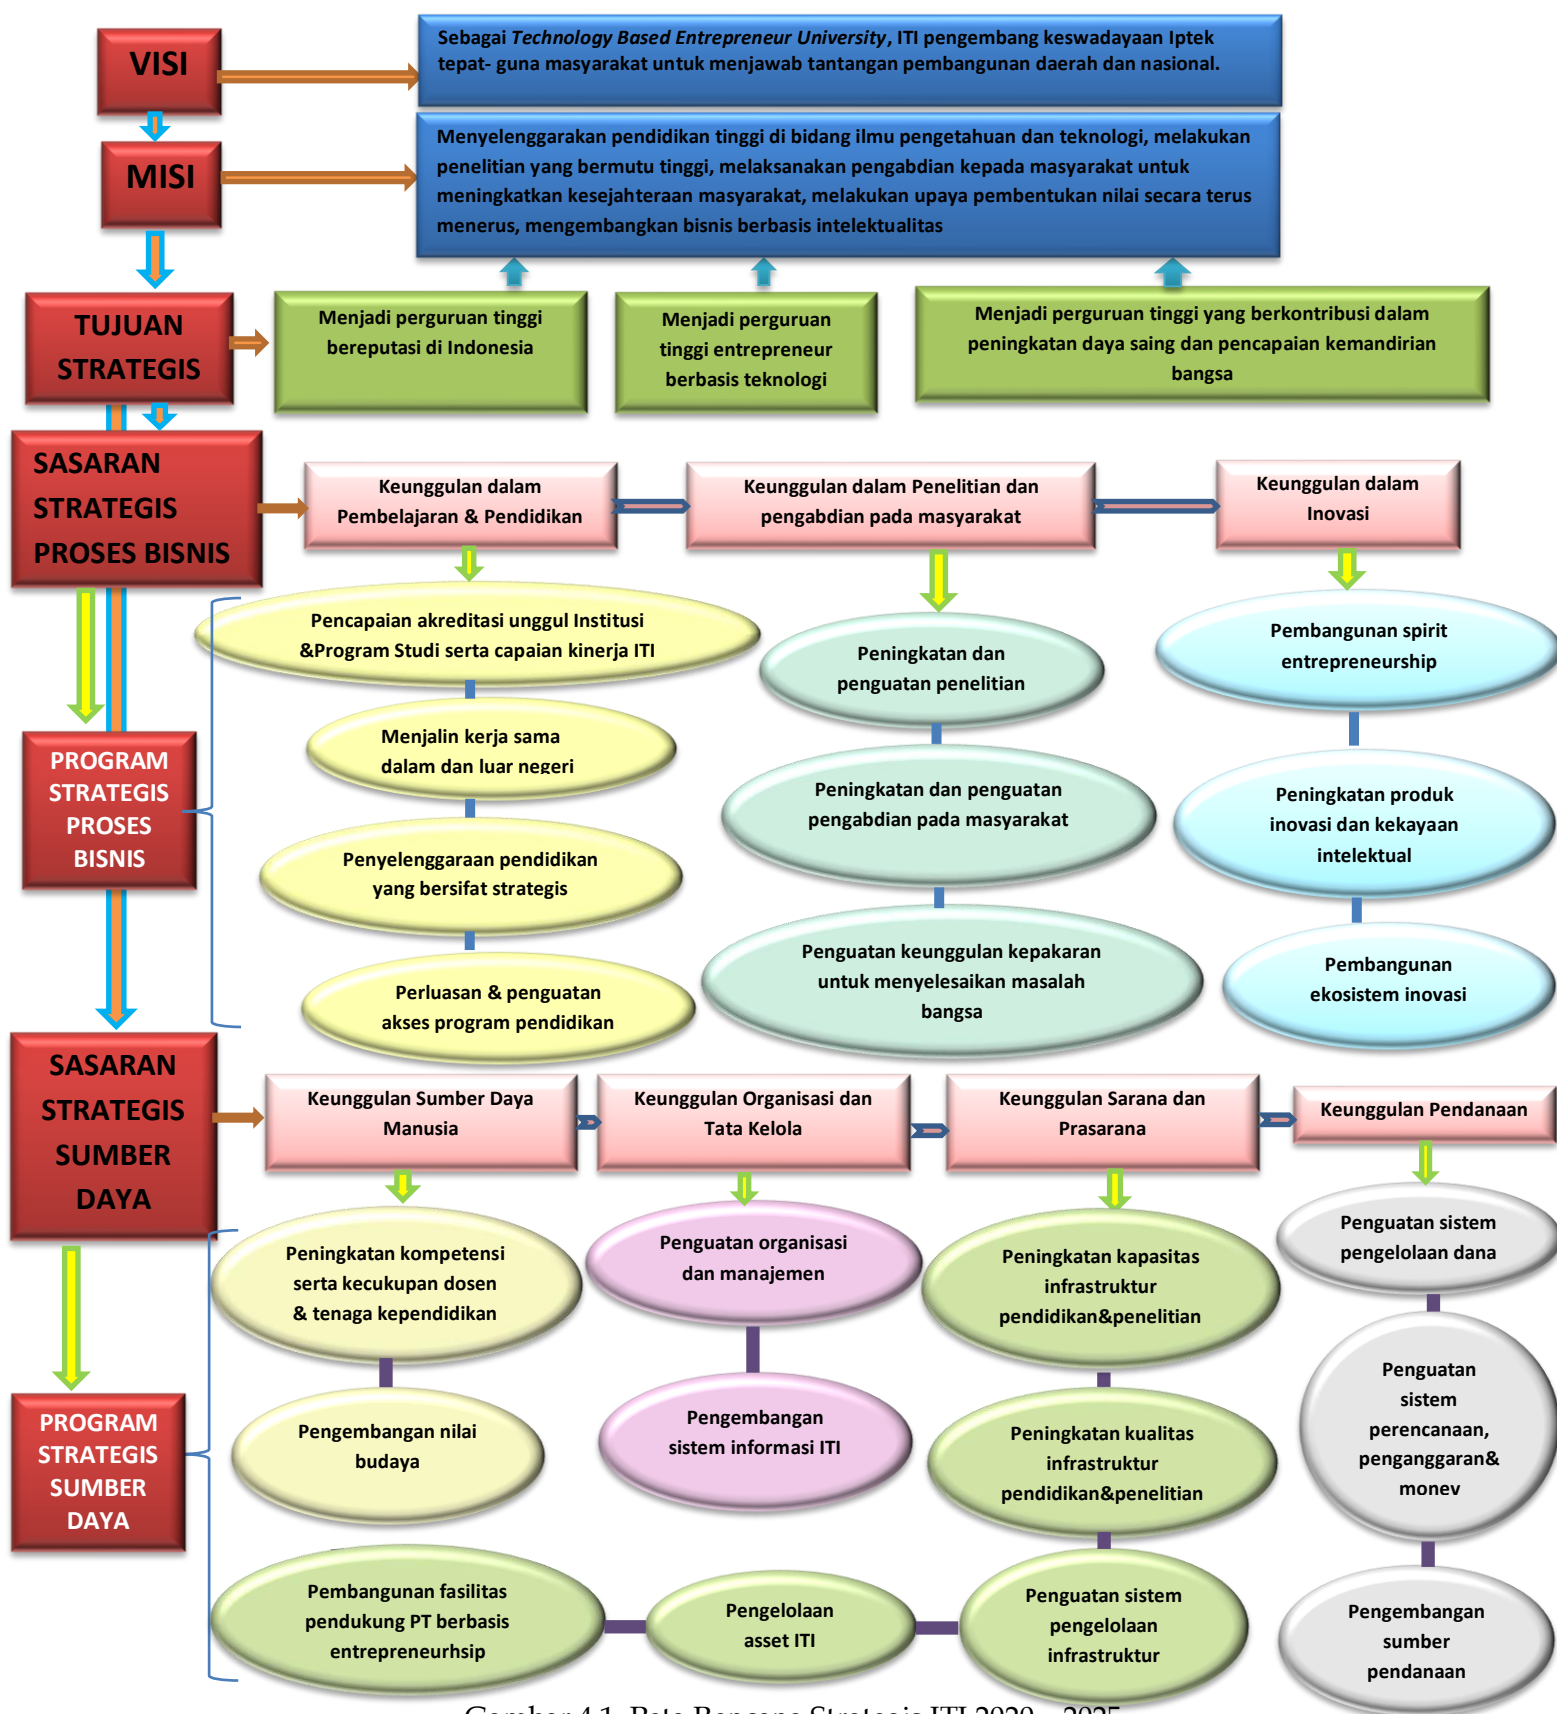 VISI
Sebagai Technology Based Entrepreneur University, ITI pengembang keswadayaan Iptek
tepat- guna masyarakat untuk menjawab tantangan pembangunan daerah dan nasional.
MISI
Menyelenggarakan pendidikan tinggi di bidang ilmu pengetahuan dan teknologi, melakukan
penelitian yang bermutu tinggi, melaksanakan pengabdian kepada masyarakat untuk
meningkatkan kesejahteraan masyarakat, melakukan upaya pembentukan nilai secara terus
menerus, mengembangkan bisnis berbasis intelektualitas
TUJUAN
STRATEGIS
Menjadi perguruan tinggi
bereputasi di Indonesia
Menjadi perguruan
tinggi entrepreneur
berbasis teknologi
Menjadi perguruan tinggi yang berkontribusi dalam
peningkatan daya saing dan pencapaian kemandirian
bangsa
SASARAN
STRATEGIS
PROSES BISNIS
Keunggulan dalam
Pembelajaran & Pendidikan
Keunggulan dalam Penelitian dan
pengabdian pada masyarakat
Keunggulan dalam
Inovasi
PROGRAM
STRATEGIS
PROSES
BISNIS
Pencapaian akreditasi unggul Institusi
&Program Studi serta capaian kinerja ITI
Menjalin kerja sama
dalam dan luar negeri
Penyelenggaraan pendidikan
yang bersifat strategis
Perluasan & penguatan
akses program pendidikan
Peningkatan dan
penguatan penelitian
Peningkatan dan penguatan
pengabdian pada masyarakat
Penguatan keunggulan kepakaran
untuk menyelesaikan masalah
bangsa
Pembangunan spirit
entrepreneurship
Peningkatan produk
inovasi dan kekayaan
intelektual
Pembangunan
ekosistem inovasi
SASARAN
STRATEGIS
SUMBER
DAYA
Keunggulan Sumber Daya
Manusia
Keunggulan Organisasi dan
Tata Kelola
Keunggulan Sarana dan
Prasarana
Keunggulan Pendanaan
PROGRAM
STRATEGIS
SUMBER
DAYA
Peningkatan kompetensi
serta kecukupan dosen
& tenaga kependidikan
Pengembangan nilai
budaya
Penguatan organisasi
dan manajemen
Pengembangan
sistem informasi ITI
Peningkatan kapasitas
infrastruktur
pendidikan&penelitian
Peningkatan kualitas
infrastruktur
pendidikan&penelitian
Penguatan sistem
pengelolaan
infrastruktur
Pengelolaan
asset ITI
Pembangunan fasilitas
pendukung PT berbasis
entrepreneurhsip
Penguatan sistem
pengelolaan dana
Penguatan
sistem
perencanaan,
penganggaran&
monev
Pengembangan
sumber
pendanaan
Gambar 4.1. Peta Rencana Strategis ITI 2020 – 2025